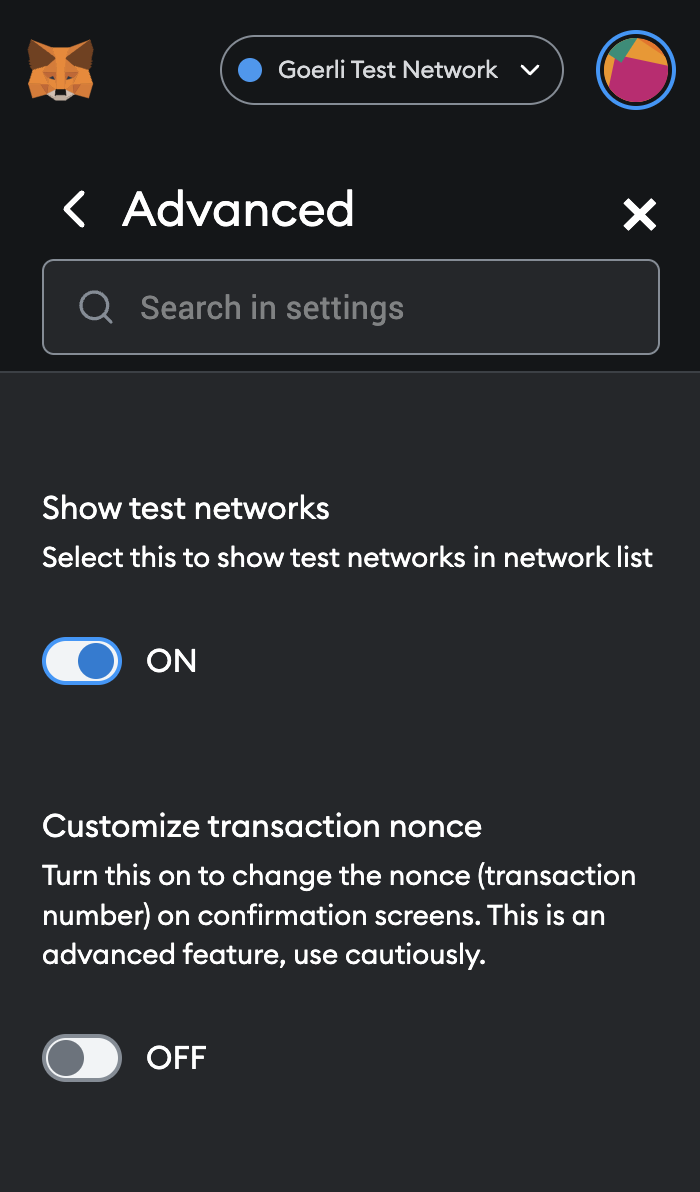 Goerli Test Network
Advanced
Search in settings
Show test networks
Select this to show test networks in network list
ON
Customize transaction nonce
Turn this on to change the nonce (transaction
number) on confirmation screens. This is an
advanced feature, use cautiously.
OFF